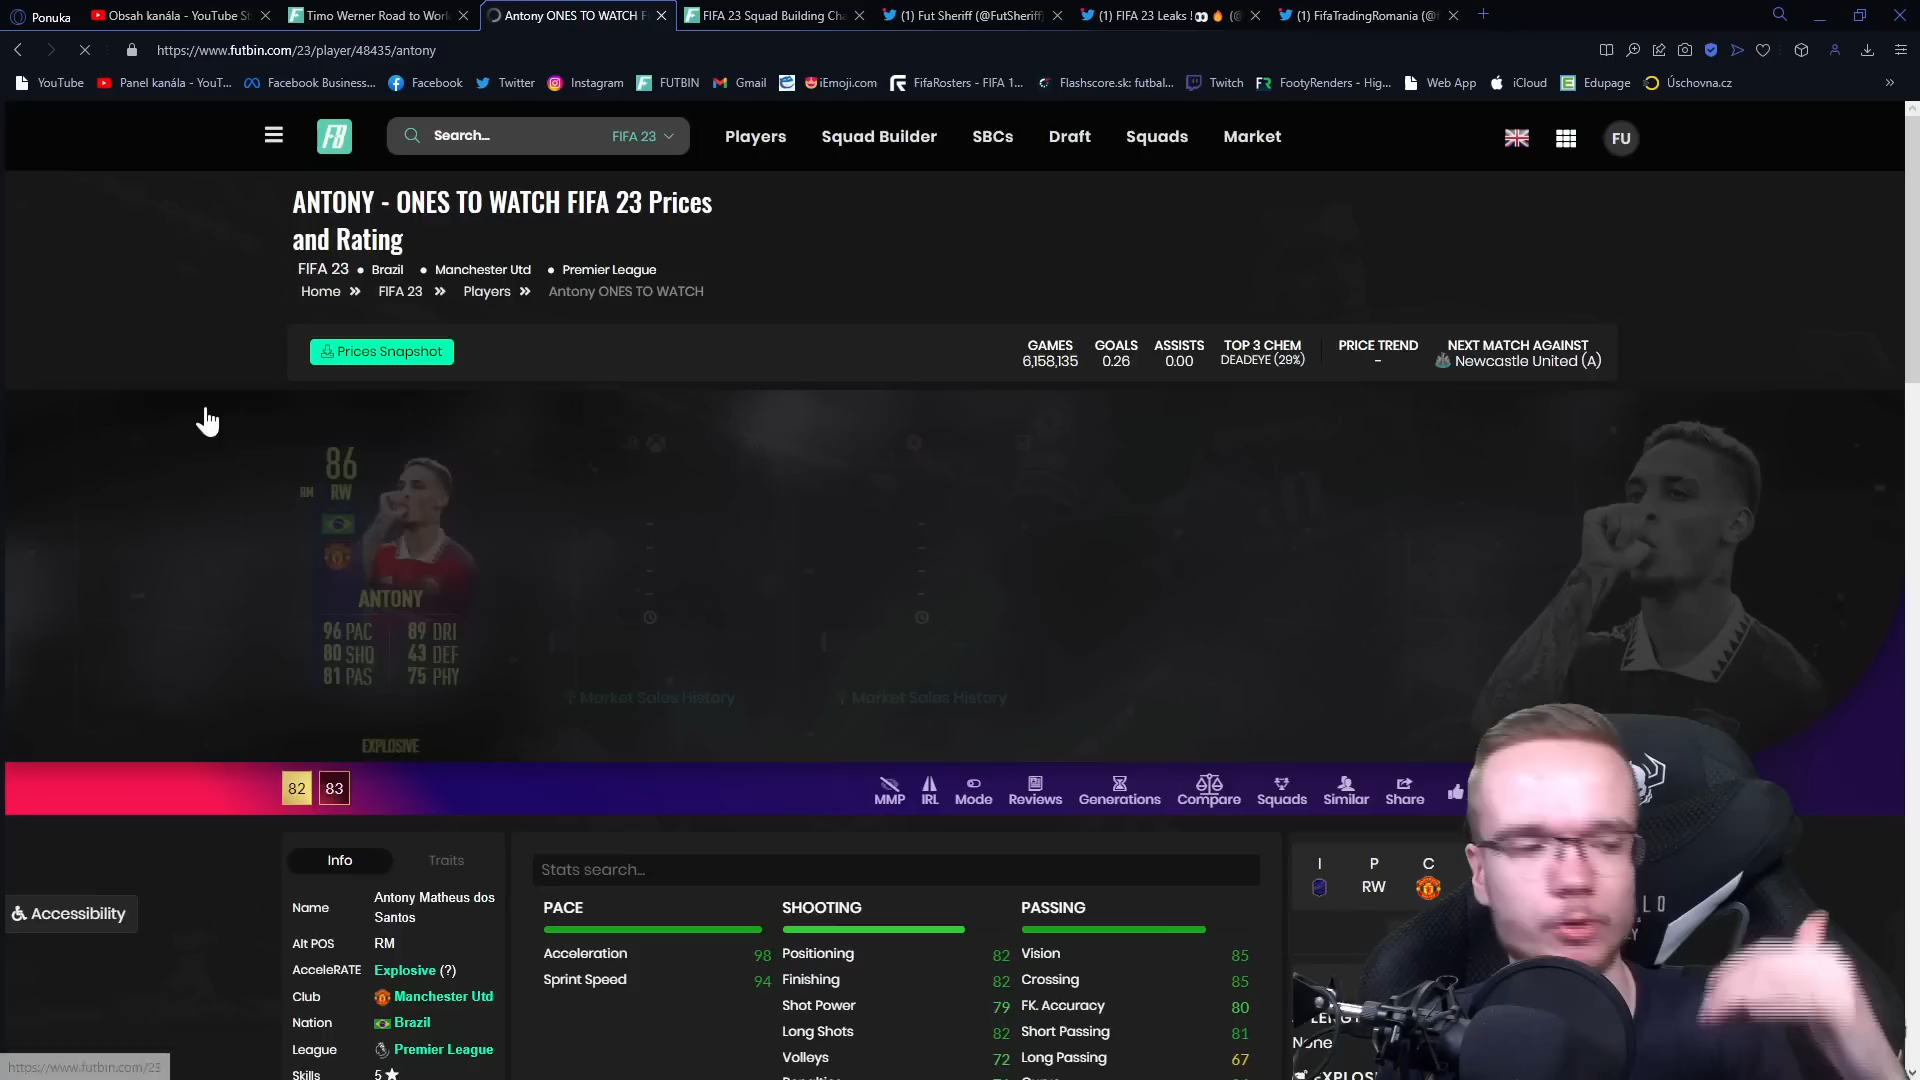 Ponuka
Obsah kanála - YouTube St
Timo Werner Road to Worl
Antony ONES TO WATCH F
FIFA 23 Squad Building Cha
(1) Fut Sheriff (@FutSheriff)
(1) FIFA 23 Leaks ! 👀 🔥 (@
(1) FifaTradingRomania (@f
https://www.futbin.com/23/player/48435/antony
YouTube
Panel kanála - YouT...
Facebook Business...
Facebook
Twitter
Instagram
FUTBIN
Gmail
😍iEmoji.com
FifaRosters - FIFA 1...
Flashscore.sk: futbal...
Twitch
FootyRenders - Hig...
Web App
iCloud
Edupage
Úschovna.cz
Search...
FIFA 23
Players
Squad Builder
SBCs
Draft
Squads
Market
FU
ANTONY - ONES TO WATCH FIFA 23 Prices
and Rating
FIFA 23 • Brazil • Manchester Utd • Premier League
Home » FIFA 23 » Players » Antony ONES TO WATCH
Prices Snapshot
GAMES
6,158,135
GOALS
0.26
ASSISTS
0.00
TOP 3 CHEM
DEADEYE (29%)
PRICE TREND
-
NEXT MATCH AGAINST
Newcastle United (A)
86
RM
RW
ANTONY
96 PAC
89 DRI
80 SHO
43 DEF
81 PAS
75 PHY
EXPLOSIVE
Market Sales History
Market Sales History
82
83
MMP
IRL
Mode
Reviews
Generations
Compare
Squads
Similar
Share
Info
Traits
Name
Antony Matheus dos
Santos
Alt POS
RM
AcceleRATE
Explosive (?)
Club
Manchester Utd
Nation
Brazil
League
Premier League
Skills
5 ★
Stats search...
PACE
Acceleration 98
Sprint Speed 94
SHOOTING
Positioning 82
Finishing 82
Shot Power 79
Long Shots 82
Volleys 72
PASSING
Vision 85
Crossing 85
FK. Accuracy 80
Short Passing 81
Long Passing 67
I
P
C
RW
None
Accessibility
https://www.futbin.com/23